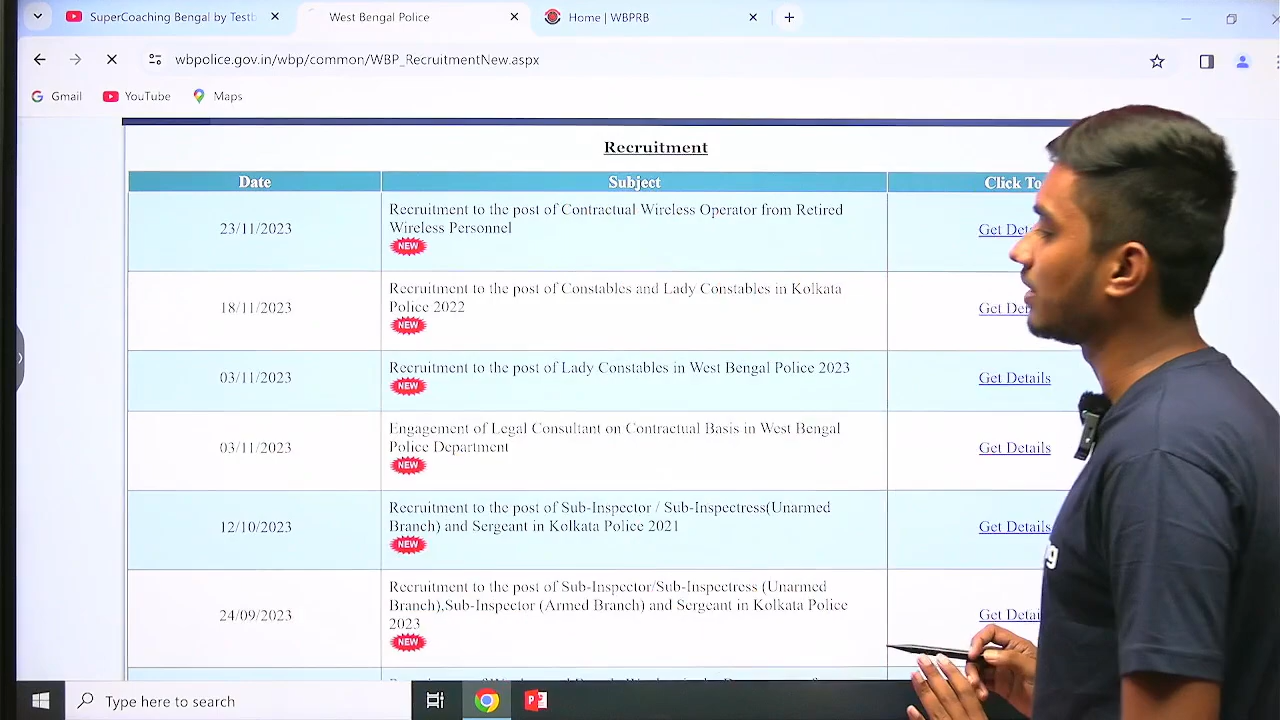 SuperCoaching Bengal by Testb
West Bengal Police
Home | WBPRB
wbpolice.gov.in/wbp/common/WBP_RecruitmentNew.aspx
Gmail
YouTube
Maps
Recruitment
Date
Subject
Click To
23/11/2023
Recruitment to the post of Contractual Wireless Operator from Retired
Wireless Personnel
NEW
Get Det
18/11/2023
Recruitment to the post of Constables and Lady Constables in Kolkata
Police 2022
NEW
Get Det
03/11/2023
Recruitment to the post of Lady Constables in West Bengal Police 2023
NEW
Get Details
03/11/2023
Engagement of Legal Consultant on Contractual Basis in West Bengal
Police Department
NEW
Get Details
12/10/2023
Recruitment to the post of Sub-Inspector / Sub-Inspectress(Unarmed
Branch) and Sergeant in Kolkata Police 2021
NEW
Get Details
24/09/2023
Recruitment to the post of Sub-Inspector/Sub-Inspectress (Unarmed
Branch),Sub-Inspector (Armed Branch) and Sergeant in Kolkata Police
2023
NEW
Get Detai
Type here to search